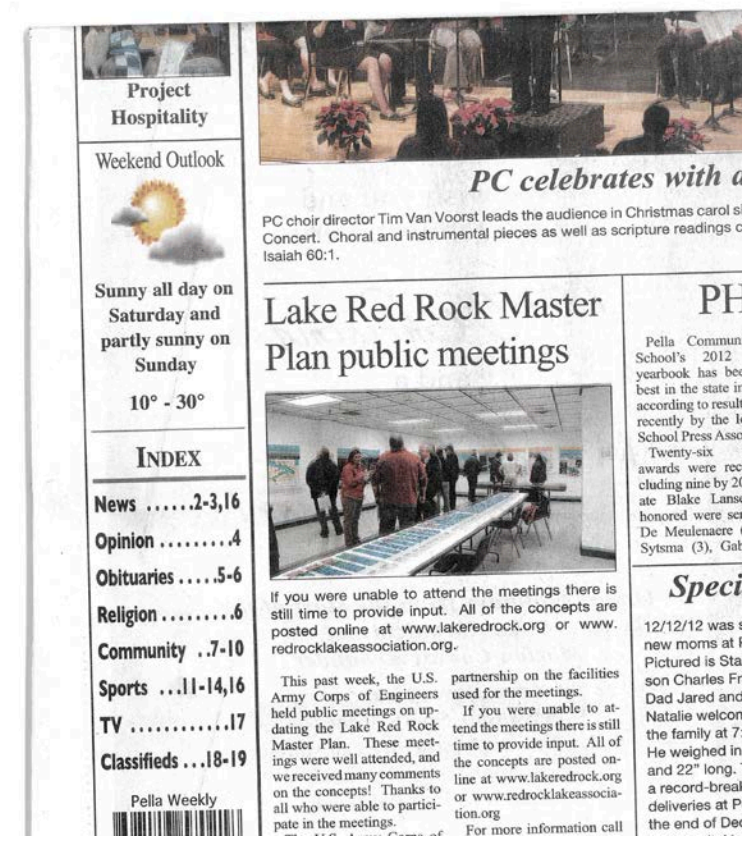 Project
Hospitality
Weekend Outlook
Sunny all day on
Saturday and
partly sunny on
Sunday
10° - 30°
INDEX
News ......2-3,16
Opinion .........4
Obituaries .....5-6
Religion .........6
Community ..7-10
Sports ...11-14,16
TV ............17
Classifieds ...18-19
Pella Weekly
PC celebrates with a
PC choir director Tim Van Voorst leads the audience in Christmas carol s
Concert. Choral and instrumental pieces as well as scripture readings
Isaiah 60:1.
Lake Red Rock Master
Plan public meetings
If you were unable to attend the meetings there is
still time to provide input. All of the concepts are
posted online at www.lakeredrock.org or www.
redrocklakeassociation.org.
This past week, the U.S.
Army Corps of Engineers
held public meetings on up-
dating the Lake Red Rock
Master Plan. These meet-
ings were well attended, and
we received many comments
on the concepts! Thanks to
all who were able to partici-
pate in the meetings.
partnership on the facilities
used for the meetings.
If you were unable to at-
tend the meetings there is still
time to provide input. All of
the concepts are posted on-
line at www.lakeredrock.org
or www.redrocklakeassocia-
tion.org
For more information call
PH
Pella Commun
School's 2012
yearbook has bee
best in the state in
according to result
recently by the I
School Press Asso
Twenty-six
awards were rec
cluding nine by 20
ate Blake Lans
honored were se
De Meulenaere
Sytsma (3), Gab
Speci
12/12/12 was s
new moms at
Pictured is Sta
son Charles Fr
Dad Jared and
Natalie welcom
the family at 7:
He weighed in
and 22" long.
a record-break
deliveries at P
the end of Dec